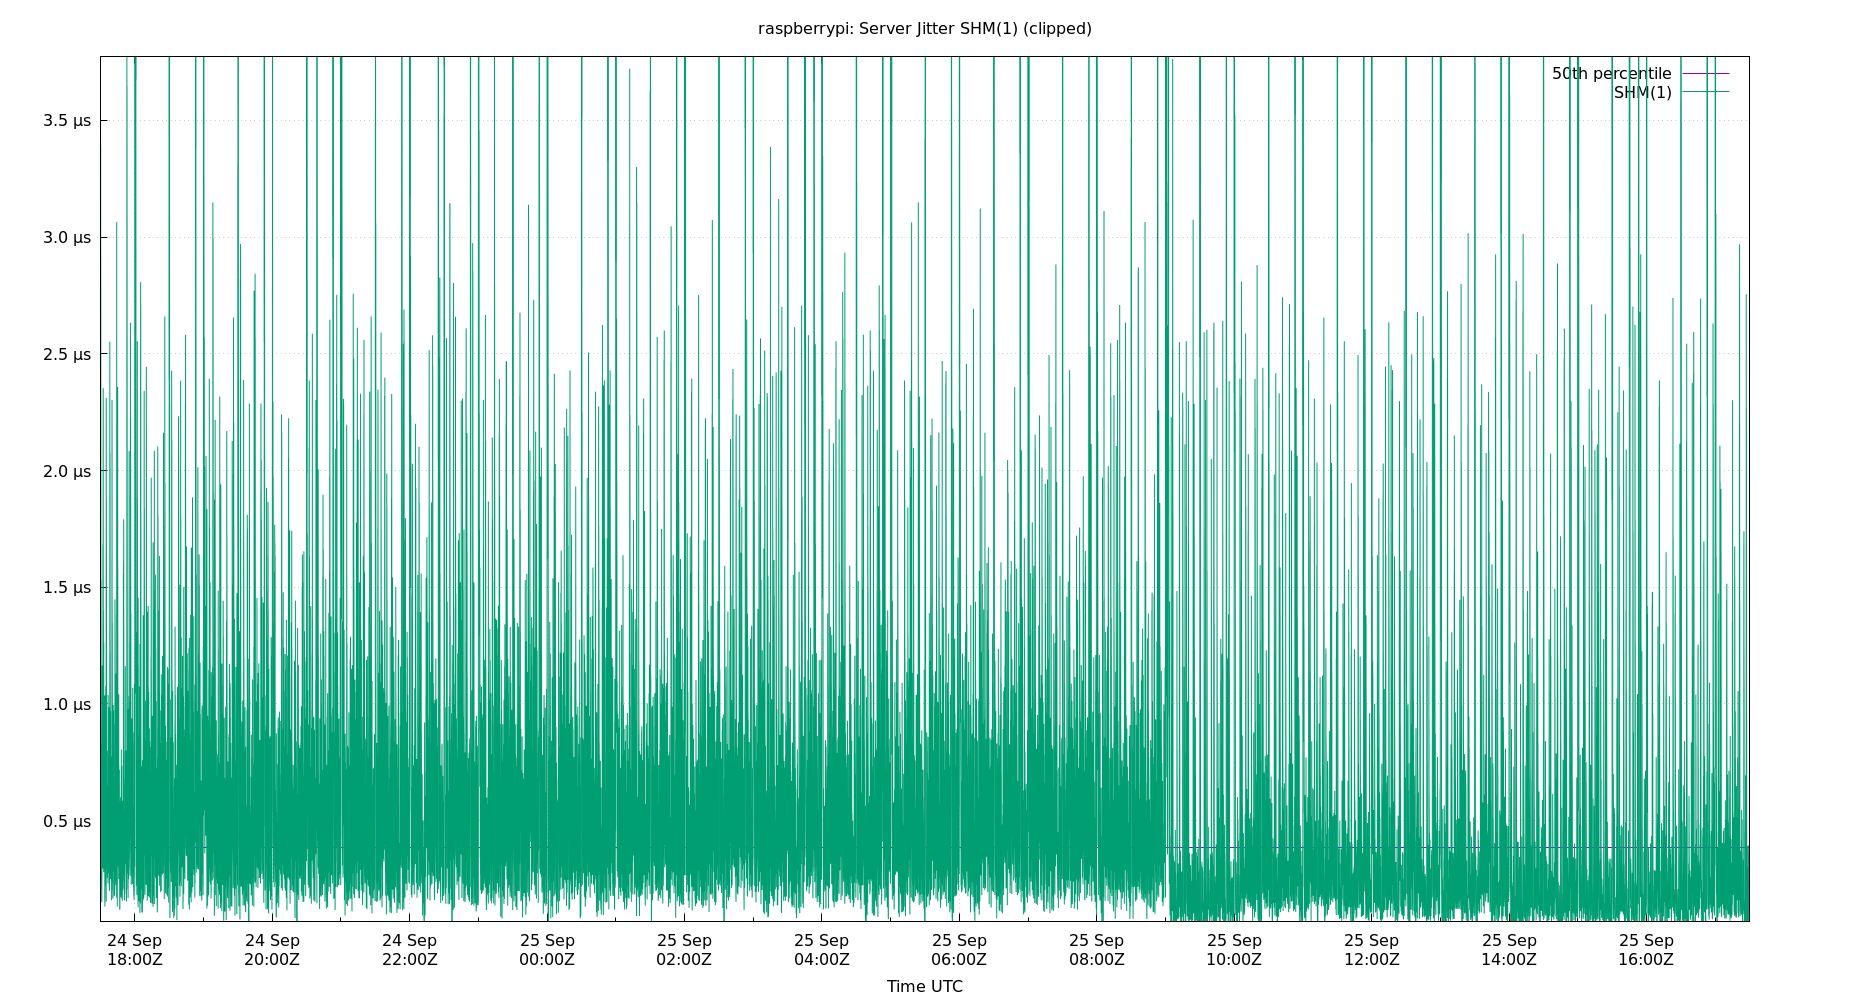 raspberrypi: Server Jitter SHM(1) (clipped)
50th percentile
SHM(1)
3.5 μs
3.0 μs
2.5 μs
2.0 μs
1.5 μs
1.0 μs
0.5 μs
24 Sep 24 Sep 24 Sep 25 Sep 25 Sep 25 Sep 25 Sep 25 Sep 25 Sep 25 Sep 25 Sep 25 Sep
18:00Z 20:00Z 22:00Z 00:00Z 02:00Z 04:00Z 06:00Z 08:00Z 10:00Z 12:00Z 14:00Z 16:00Z
Time UTC